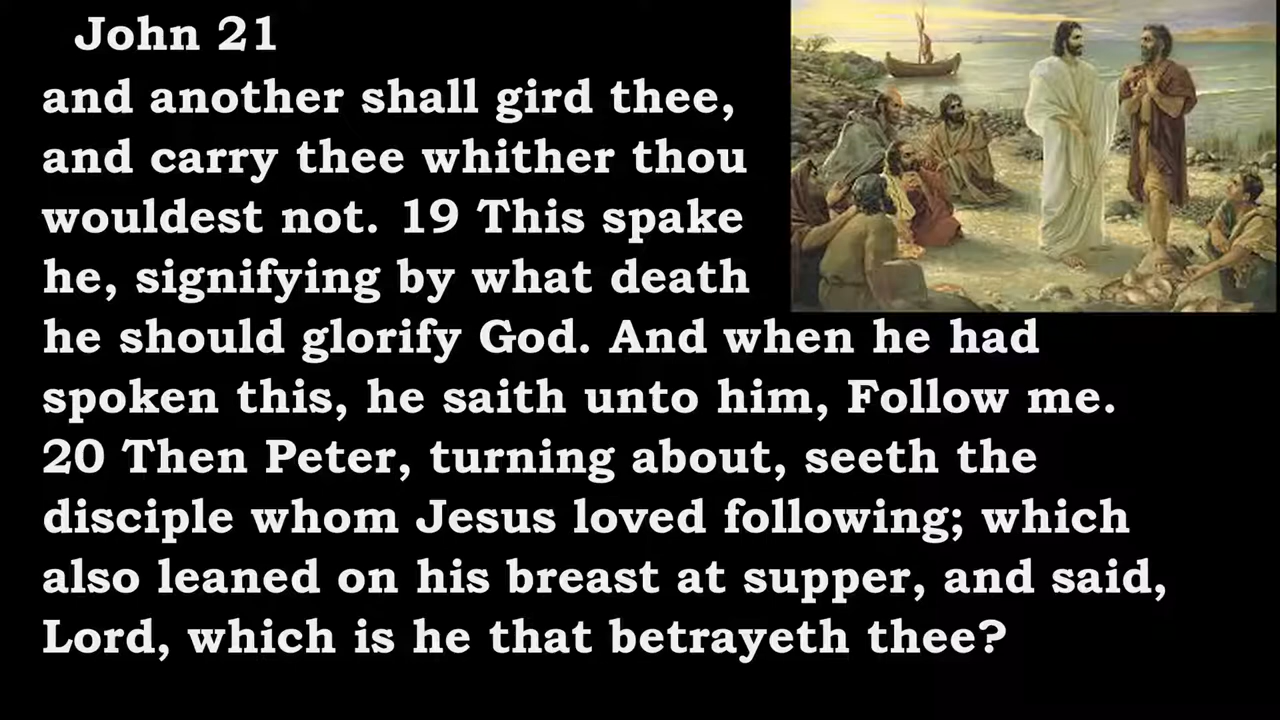 John 21
and another shall gird thee,
and carry thee whither thou
wouldest not. 19 This spake
he, signifying by what death
he should glorify God. And when he had
spoken this, he saith unto him, Follow me.
20 Then Peter, turning about, seeth the
disciple whom Jesus loved following; which
also leaned on his breast at supper, and said,
Lord, which is he that betrayeth thee?